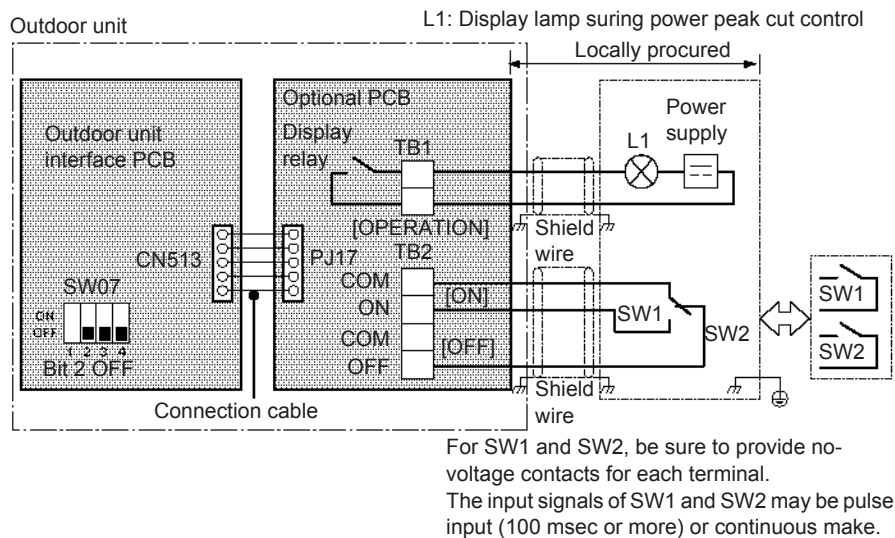 L1: Display lamp suring power peak cut control
Outdoor unit
Locally procured
Optional PCB
Power
supply
Outdoor unit
interface PCB
Display
relay
TB1
L1
[OPERATION]
Shield
wire
TB2
CN513
PJ17
COM
[ON]
ON
SW1
SW2
SW1
SW2
COM
[OFF]
OFF
SW07
ON
OFF
1 2 3 4
Bit 2 OFF
Shield
wire
Connection cable
For SW1 and SW2, be sure to provide no-
voltage contacts for each terminal.
The input signals of SW1 and SW2 may be pulse
input (100 msec or more) or continuous make.